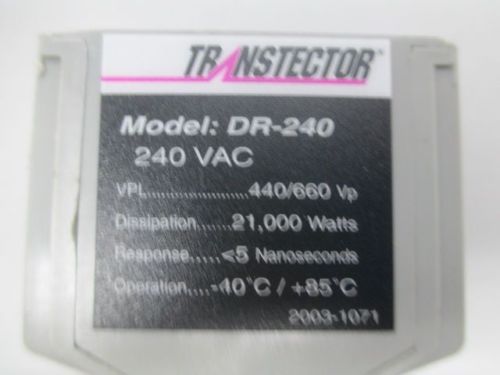 TRANSTECTOR™
Model: DR-240
240 VAC
VPL......................440/660 Vp
Dissipation......21,000 Watts
Response.....<5 Nanoseconds
Operation....-40°C / +85°C
2003-1071